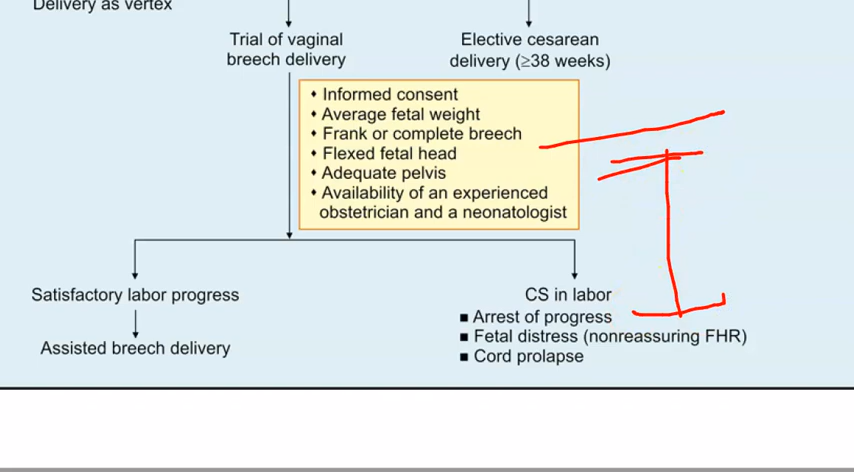 Delivery as vertex
Trial of vaginal
breech delivery
Elective cesarean
delivery (≥38 weeks)
♦ Informed consent
♦ Average fetal weight
♦ Frank or complete breech
♦ Flexed fetal head
♦ Adequate pelvis
♦ Availability of an experienced
obstetrician and a neonatologist
Satisfactory labor progress
Assisted breech delivery
CS in labor
■ Arrest of progress
■ Fetal distress (nonreassuring FHR)
■ Cord prolapse